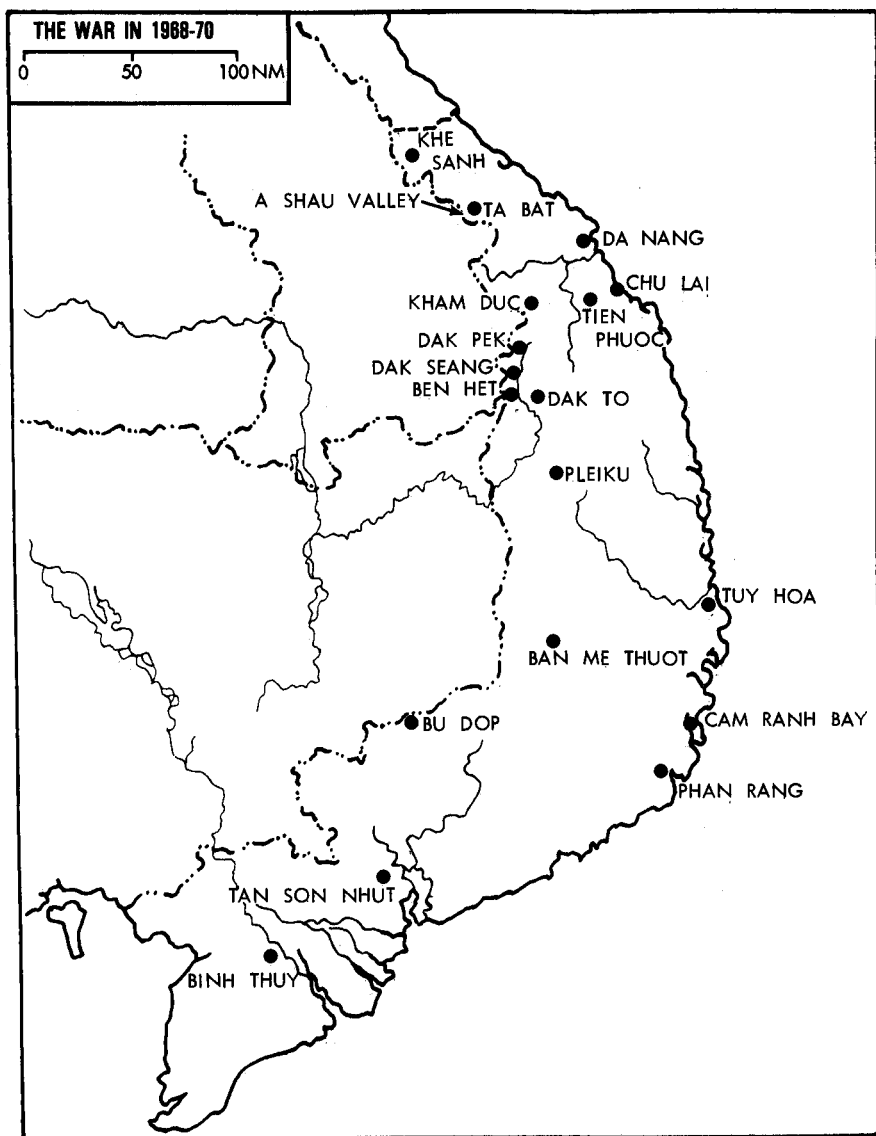 THE WAR IN 1968-70
0 50 100NM
KHE
SANH
A SHAU VALLEY
TA BAT
DA NANG
CHU LAI
KHAM DUC
TIEN
PHUOC
DAK PEK
DAK SEANG
BEN HET
DAK TO
PLEIKU
TUY HOA
BAN ME THUOT
BU DOP
CAM RANH BAY
PHAN RANG
TAN SON NHUT
BINH THUY